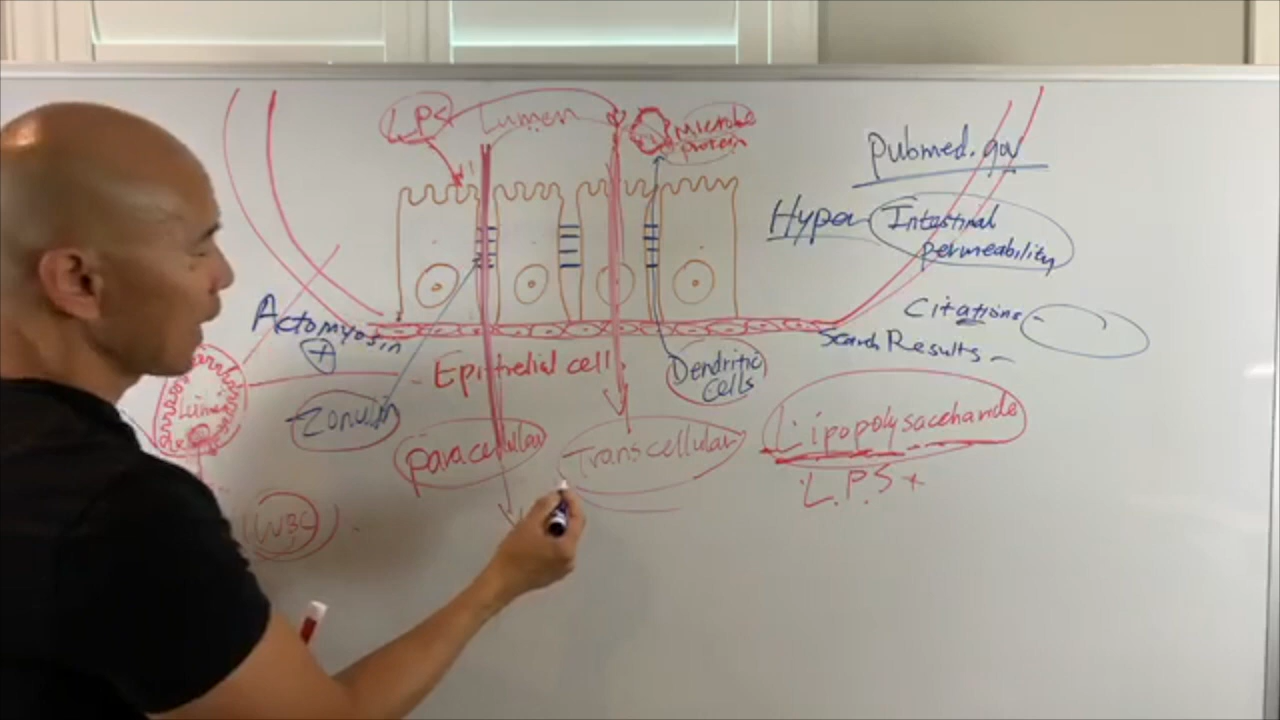 LPS
Lumen
Microbe
protein
Pubmed.gov
Hyper Intestinal
permeability
Citations -
Search Results -
Actomyosin
+
Epithelial cell
Dendritic
cells
Lumen
Zonulin
paracellular
Transcellular
Lipopolysaccharide
L.P.S
WBC